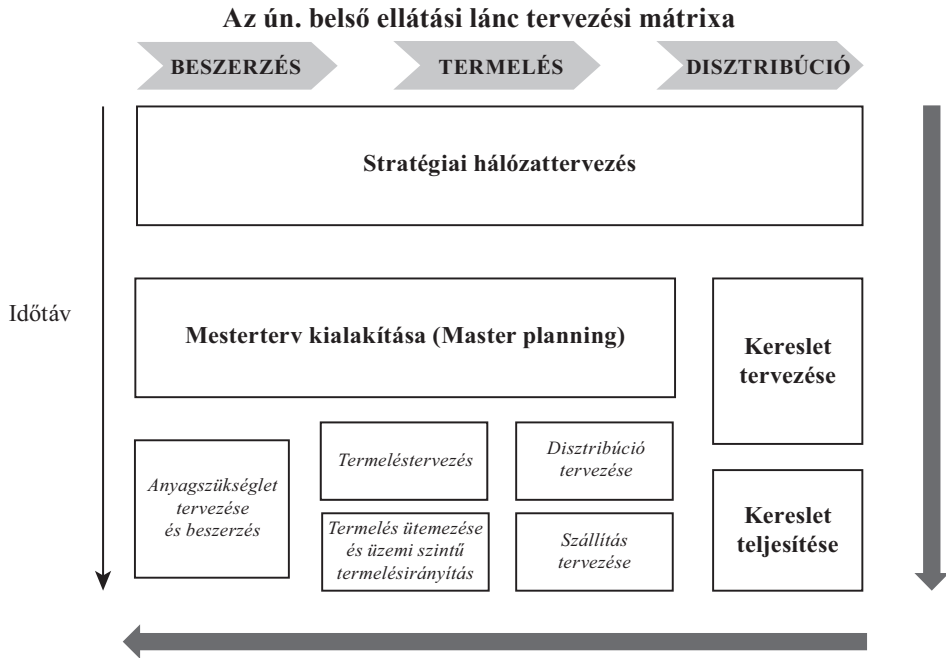 Az ún. belső ellátási lánc tervezési mátrixa
BESZERZÉS
TERMELÉS
DISZTRIBÚCIÓ
Stratégiai hálózattervezés
Időtáv
Mesterterv kialakítása (Master planning)
Kereslet
tervezése
Anyagszükséglet
tervezése
és beszerzés
Termeléstervezés
Disztribúció
tervezése
Termelés ütemezése
és üzemi szintű
termelésirányítás
Szállítás
tervezése
Kereslet
teljesítése